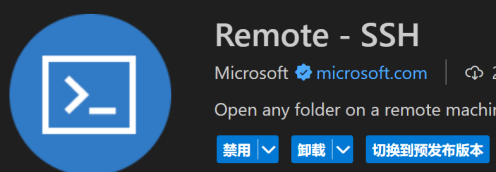 Remote - SSH
Microsoft microsoft.com
Open any folder on a remote
禁用 卸载 切换到预发布版本